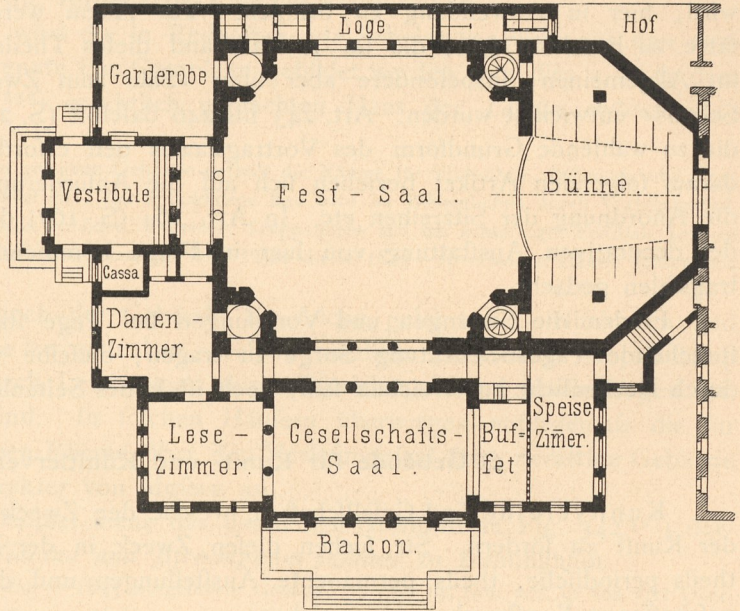 Loge
Hof
Garderobe
Vestibule
Fest-Saal.
Bühne.
Cassa
Damen
Zimmer.
Lese-
Zimmer.
Gesellschafts-
Saal.
Buf-
fet
Speise
Zimer.
Balcon.